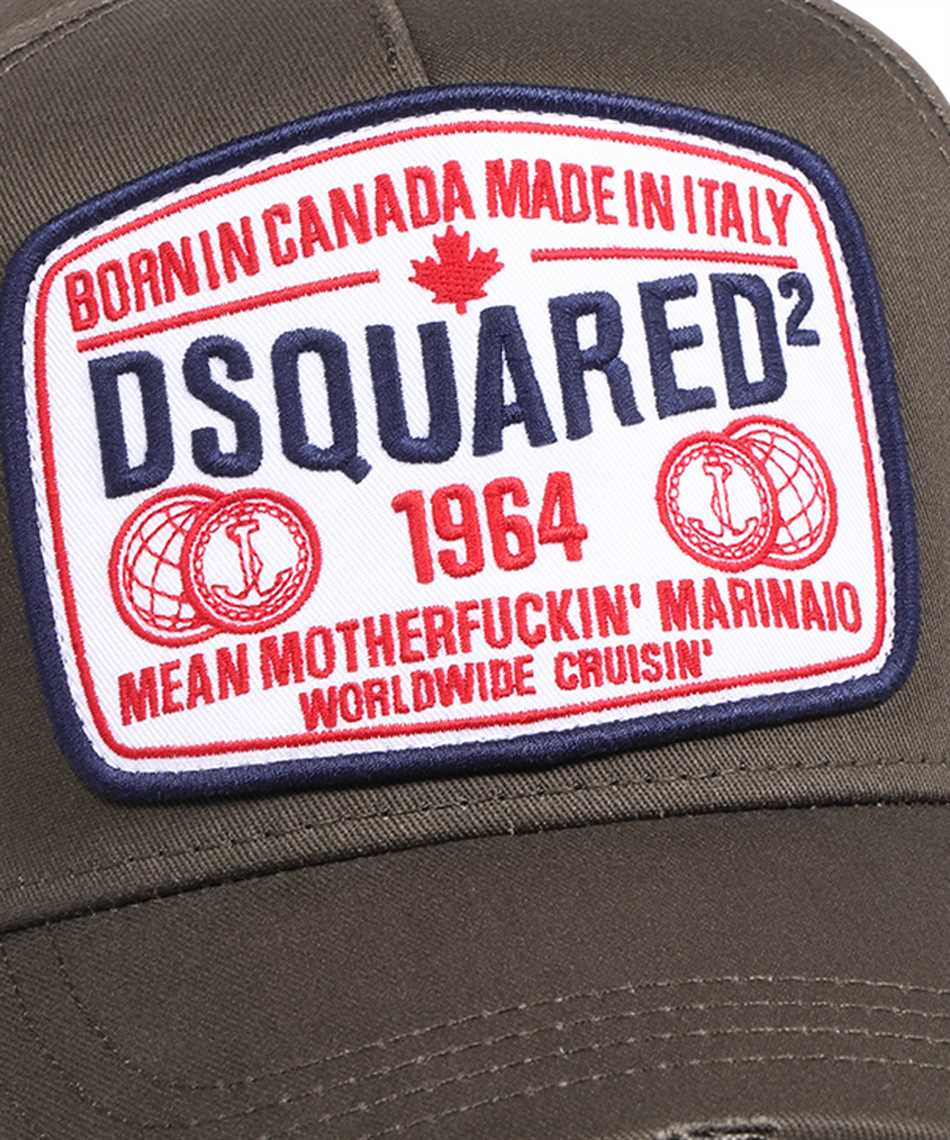 BORN IN CANADA MADE IN ITALY
DSQUARED²
1964
MEAN MOTHERFUCKIN' MARINAIO
WORLDWIDE CRUISIN'